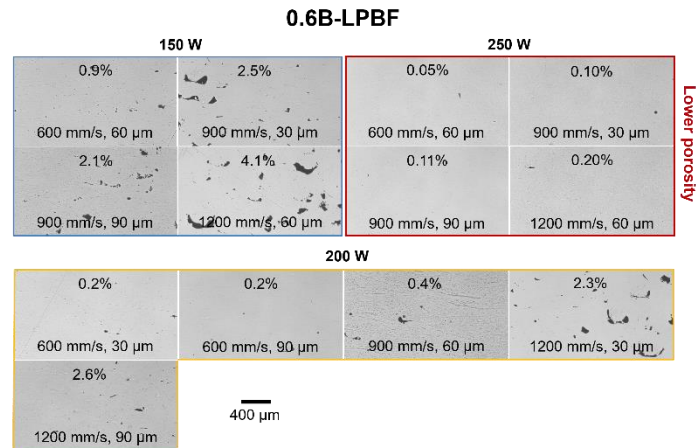 0.6B-LPBF
150 W
250 W
0.9%
600 mm/s, 60 µm
2.5%
900 mm/s, 30 µm
0.05%
600 mm/s, 60 µm
0.10%
900 mm/s, 30 µm
2.1%
900 mm/s, 90 µm
4.1%
1200 mm/s, 60 µm
0.11%
900 mm/s, 90 µm
0.20%
1200 mm/s, 60 µm
Lower porosity
200 W
0.2%
600 mm/s, 30 µm
0.2%
600 mm/s, 90 µm
0.4%
900 mm/s, 60 µm
2.3%
1200 mm/s, 30 µm
2.6%
1200 mm/s, 90 µm
400 µm